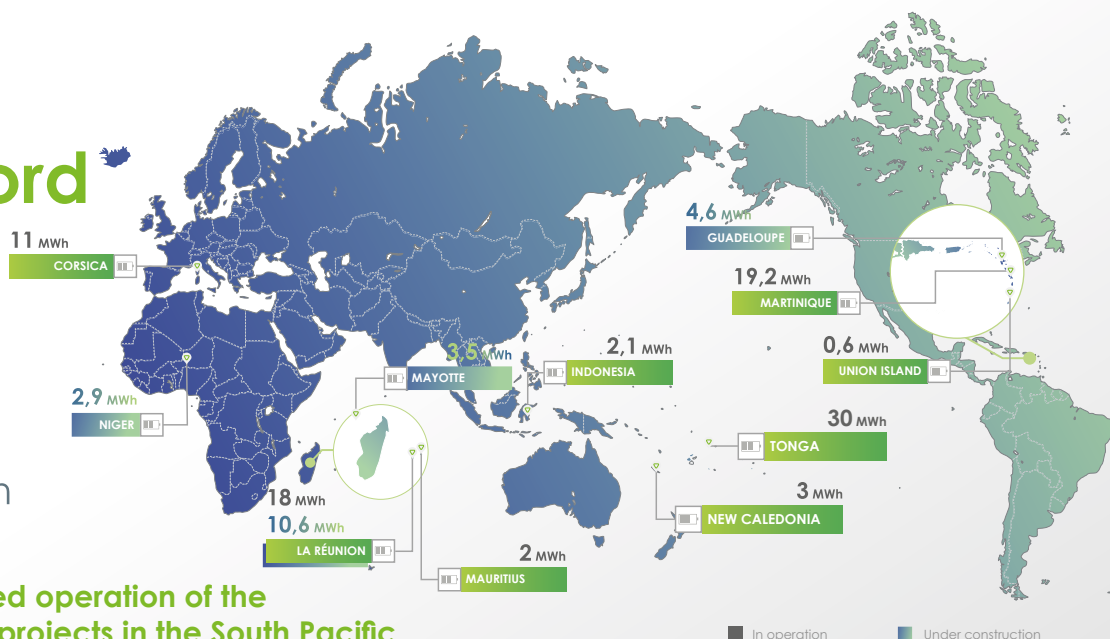 ord
11 MWh
CORSICA
4,6 MWh
GUADELOUPE
19,2 MWh
MARTINIQUE
0,6 MWh
UNION ISLAND
3,5 MWh
MAYOTTE
2,1 MWh
INDONESIA
2,9 MWh
NIGER
30 MWh
TONGA
18 MWh
10,6 MWh
LA RÉUNION
3 MWh
NEW CALEDONIA
2 MWh
MAURITIUS
ed operation of the
projects in the South Pacific
In operation
Under construction